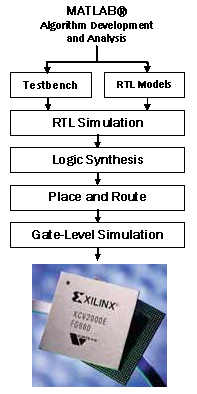 MATLAB®
Algorithm Development
and Analysis
Testbench
RTL Models
RTL Simulation
Logic Synthesis
Place and Route
Gate-Level Simulation
XILINX®
XCV2000E
FG680